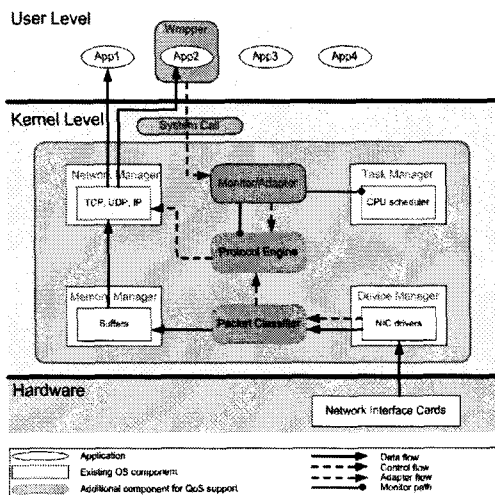 User Level
Wrapper
App1
App2
App3
App4
Kernel Level
System Call
Network Manager
TCP, UDP, IP
Monitor/Adaptor
Task Manager
CPU scheduler
Protocol Engine
Memory Manager
Buffers
Packet Classifier
Device Manager
NIC drivers
Hardware
Network Interface Cards
Application
Existing OS component
Additional component for QoS support
Data flow
Control flow
Adapter flow
Monitor path